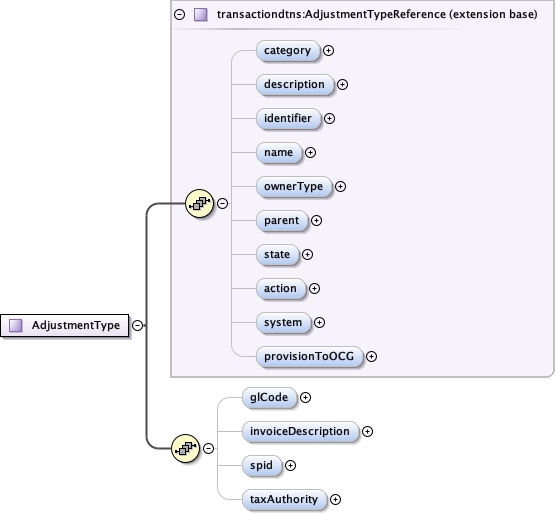 transactiondtns:AdjustmentTypeReference (extension base)
category
description
identifier
name
ownerType
parent
state
action
system
provisionToOCG
AdjustmentType
glCode
invoiceDescription
spid
taxAuthority